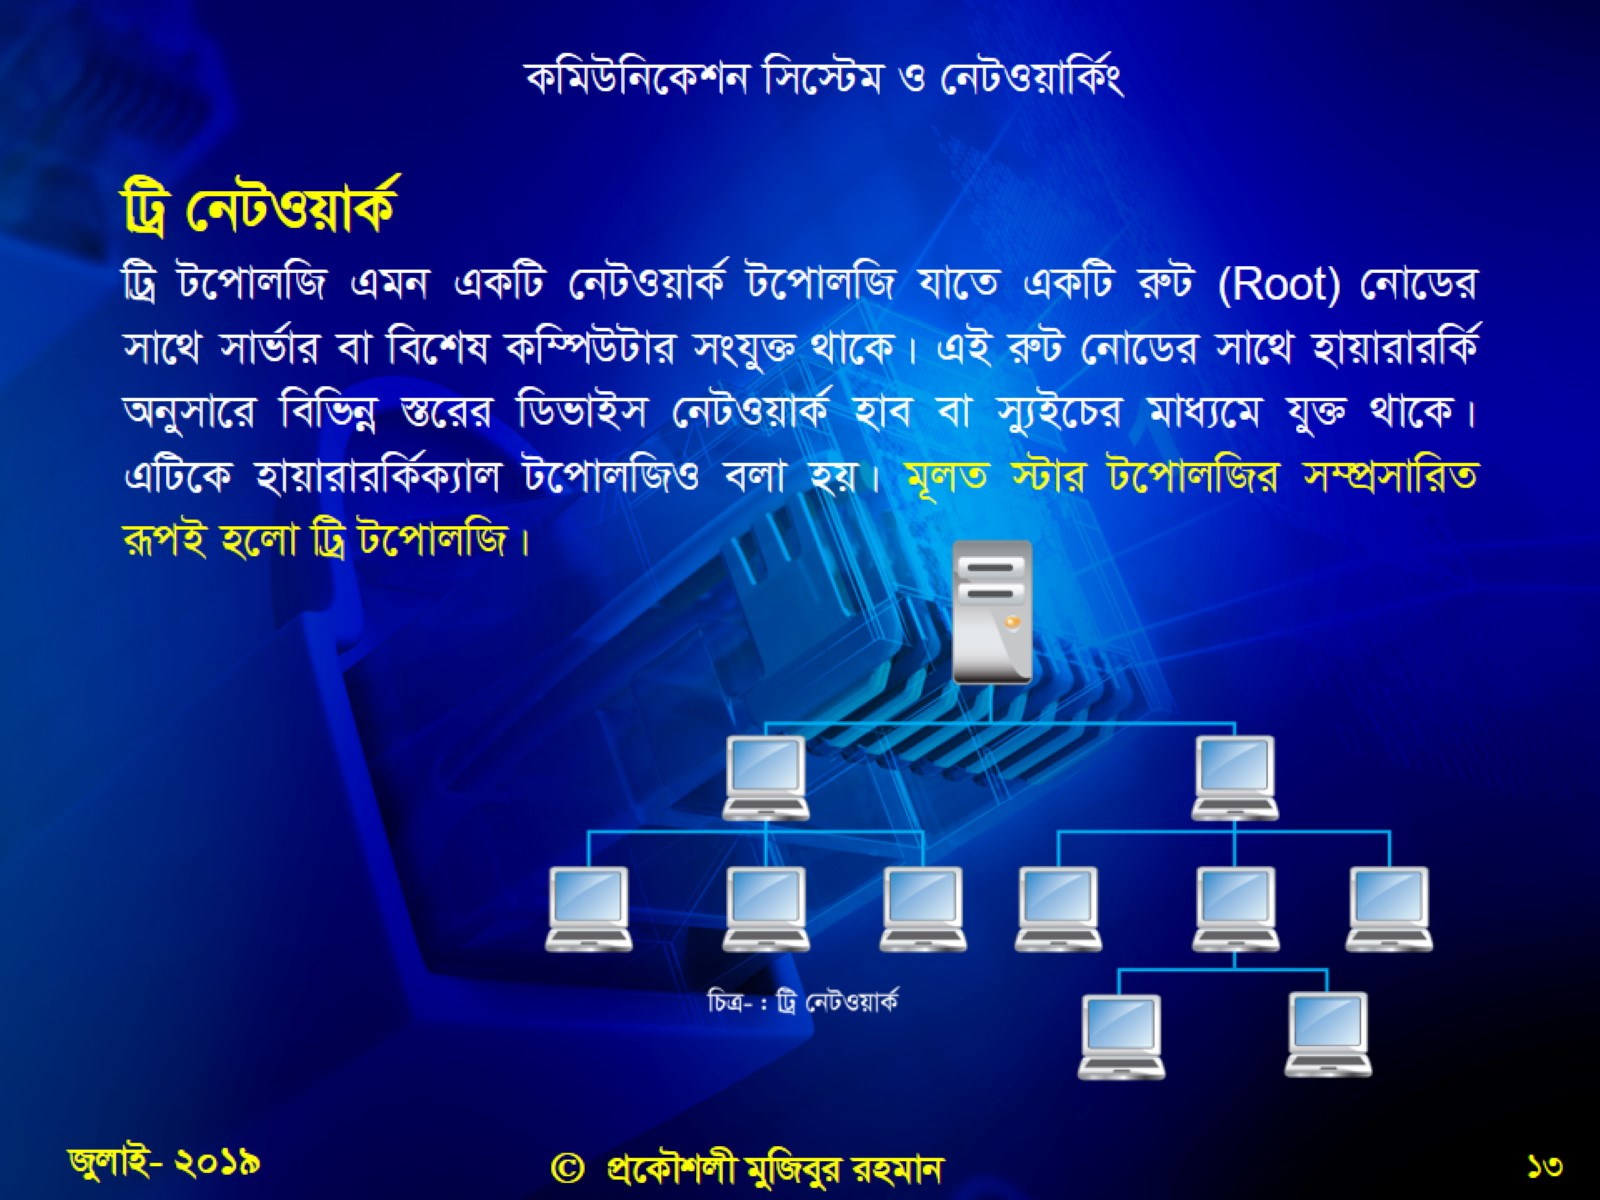 কমিউনিকেশন সিস্টেম ও নেটওয়ার্কিং
ট্রি নেটওয়ার্ক
ট্রি টপোলজি এমন একটি নেটওয়ার্ক টপোলজি যাতে একটি রুট (Root) নোডের
সাথে সার্ভার বা বিশেষ কম্পিউটার সংযুক্ত থাকে। এই রুট নোডের সাথে হায়ারারর্কি
অনুসারে বিভিন্ন স্তরের ডিভাইস নেটওয়ার্ক হাব বা স্যুইচের মাধ্যমে যুক্ত থাকে।
এটিকে হায়ারারর্কিক্যাল টপোলজিও বলা হয়। মূলত স্টার টপোলজির সম্প্রসারিত
রূপই হলো ট্রি টপোলজি।
চিত্র- : ট্রি নেটওয়ার্ক
জুলাই- ২০১৯
© প্রকৌশলী মুজিবুর রহমান
১৩